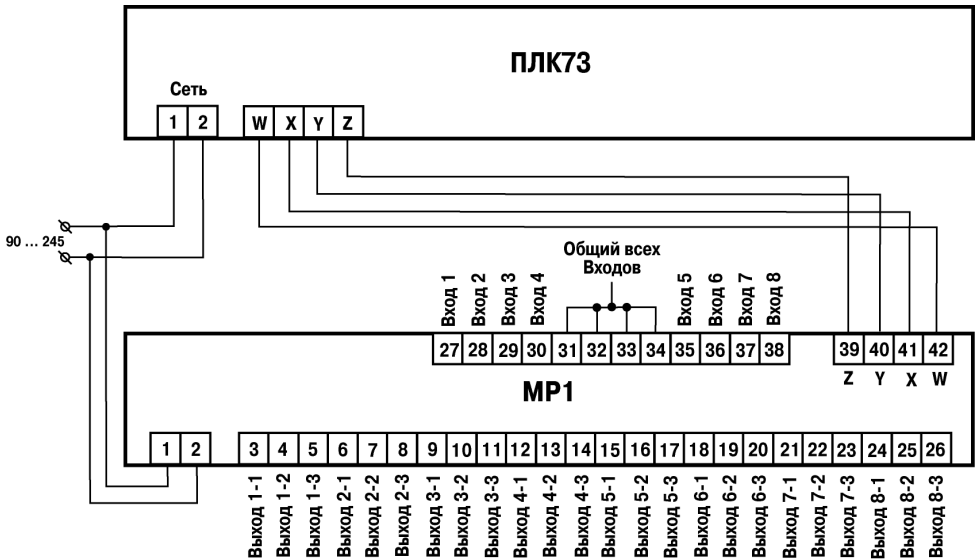 ПЛК73
Сеть
1 2 W X Y Z
90 ... 245
Общий всех
Входов
Вход 1
Вход 2
Вход 3
Вход 4
Вход 5
Вход 6
Вход 7
Вход 8
27 28 29 30 31 32 33 34 35 36 37 38 39 40 41 42
Z Y X W
МР1
1 2 3 4 5 6 7 8 9 10 11 12 13 14 15 16 17 18 19 20 21 22 23 24 25 26
Выход 1-1
Выход 1-2
Выход 1-3
Выход 2-1
Выход 2-2
Выход 2-3
Выход 3-1
Выход 3-2
Выход 3-3
Выход 4-1
Выход 4-2
Выход 4-3
Выход 5-1
Выход 5-2
Выход 5-3
Выход 6-1
Выход 6-2
Выход 6-3
Выход 7-1
Выход 7-2
Выход 7-3
Выход 8-1
Выход 8-2
Выход 8-3